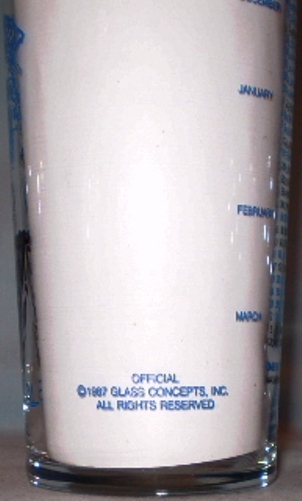 JANUARY
FEBRUARY
MARCH
OFFICIAL
©1987 GLASS CONCEPTS, INC.
ALL RIGHTS RESERVED